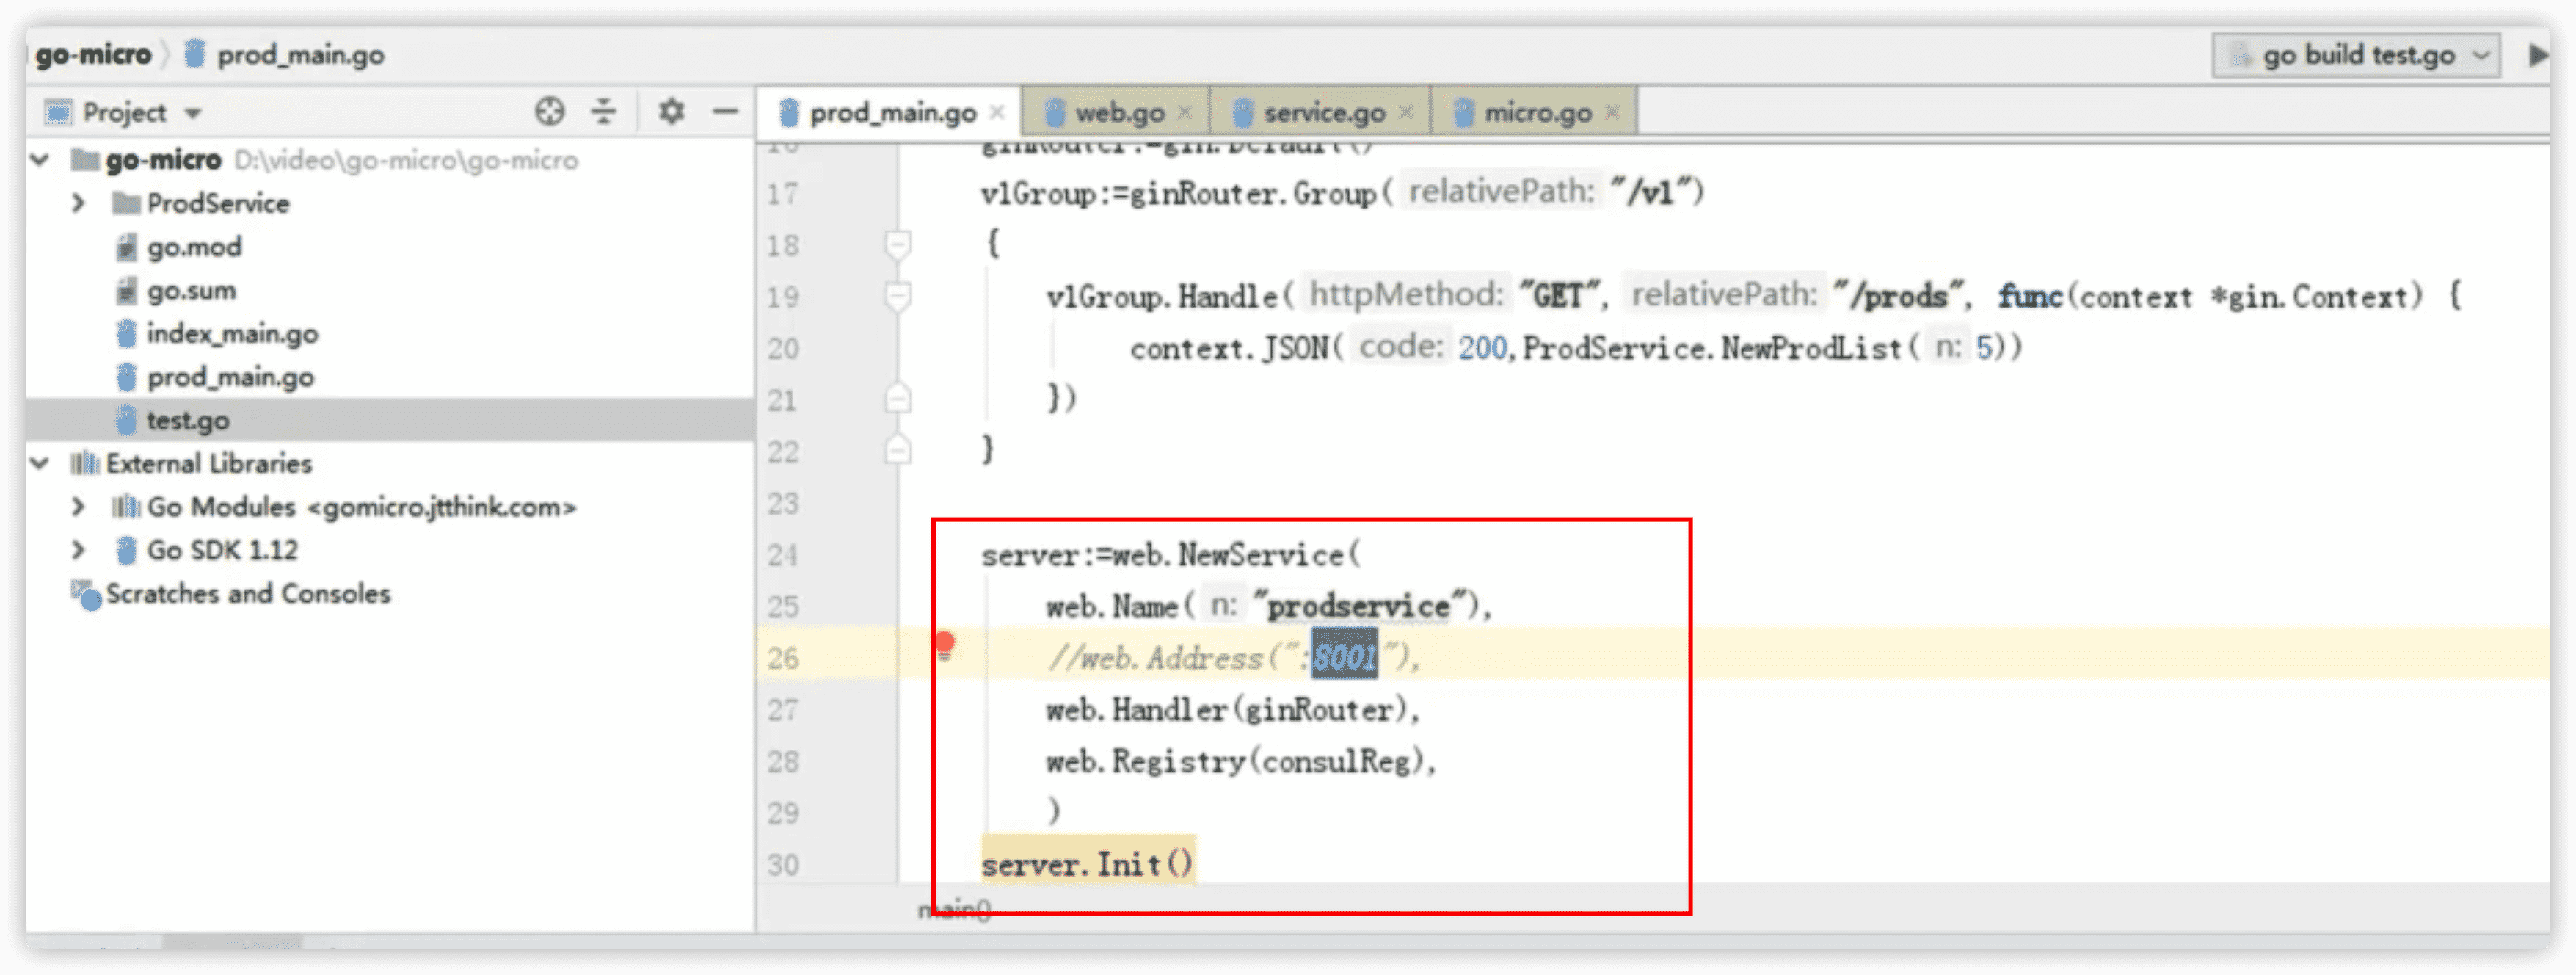 go-micro prod_main.go go build test.go
Project
prod_main.go web.go service.go micro.go
go-micro D:\video\go-micro\go-micro
ProdService
go.mod
go.sum
index_main.go
prod_main.go
test.go
External Libraries
Go Modules <gomicro.jtthink.com>
Go SDK 1.12
Scratches and Consoles
16 ginRouter:=gin.Default()
17 v1Group:=ginRouter.Group( relativePath: "/v1")
18 {
19 v1Group.Handle( httpMethod: "GET", relativePath: "/prods", func(context *gin.Context) {
20 context.JSON( code: 200,ProdService.NewProdList( n: 5))
21 })
22 }
23
24 server:=web.NewService(
25 web.Name( n: "prodservice"),
26 //web.Address(":8001"),
27 web.Handler(ginRouter),
28 web.Registry(consulReg),
29 )
30 server.Init()
main()